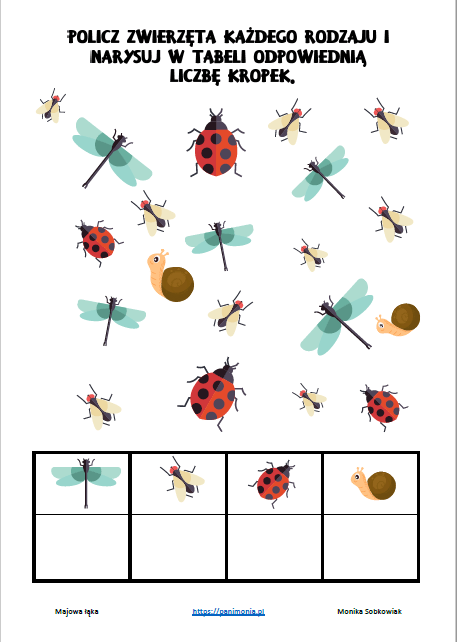 POLICZ ZWIERZĘTA KAŻDEGO RODZAJU I
NARYSUJ W TABELI ODPOWIEDNIĄ
LICZBĘ KROPEK.
Majowa łąka https://panimonia.pl Monika Sobkowiak